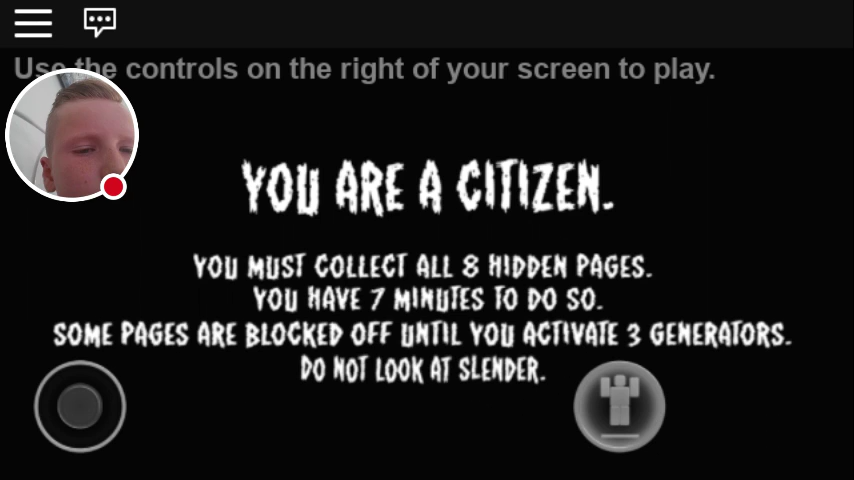 Use the controls on the right of your screen to play.
YOU ARE A CITIZEN.
YOU MUST COLLECT ALL 8 HIDDEN PAGES.
YOU HAVE 7 MINUTES TO DO SO.
SOME PAGES ARE BLOCKED OFF UNTIL YOU ACTIVATE 3 GENERATORS.
DO NOT LOOK AT SLENDER.